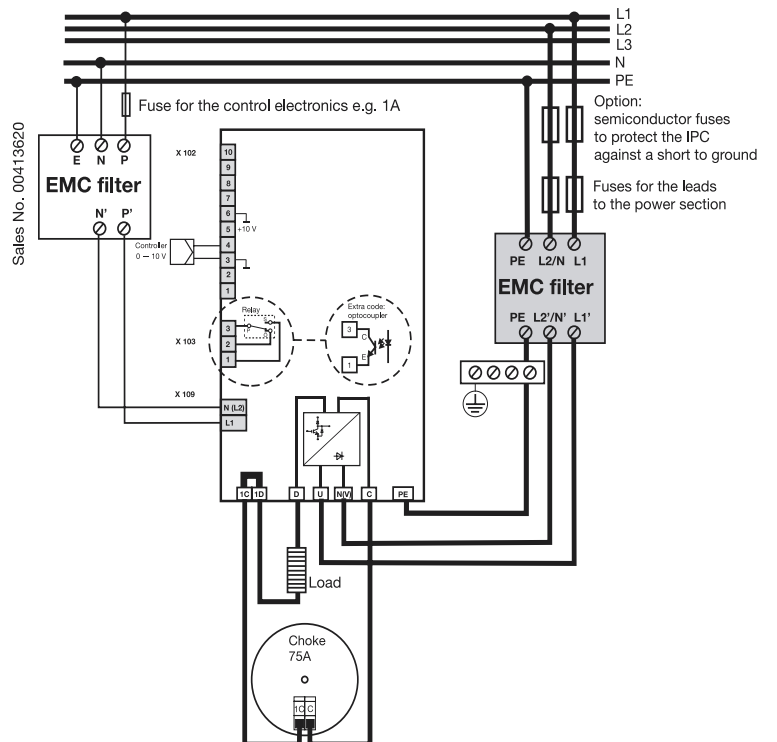 L1
L2
L3
N
PE
Fuse for the control electronics e.g. 1A
Option:
semiconductor fuses
to protect the IPC
against a short to ground
Fuses for the leads
to the power section
Sales No. 00413620
E N P
EMC filter
N' P'
X 102
10
9
8
7
6
5 +10 V
4
3
2
1
Controller
0 – 10 V
Relay
S
P
X 103
3
2
1
Extra code:
optocoupler
3 C
1 E
X 109
N (L2)
L1
1C 1D D U N(V) C PE
PE L2/N L1
EMC filter
PE L2'/N' L1'
Load
Choke
75A
1C C